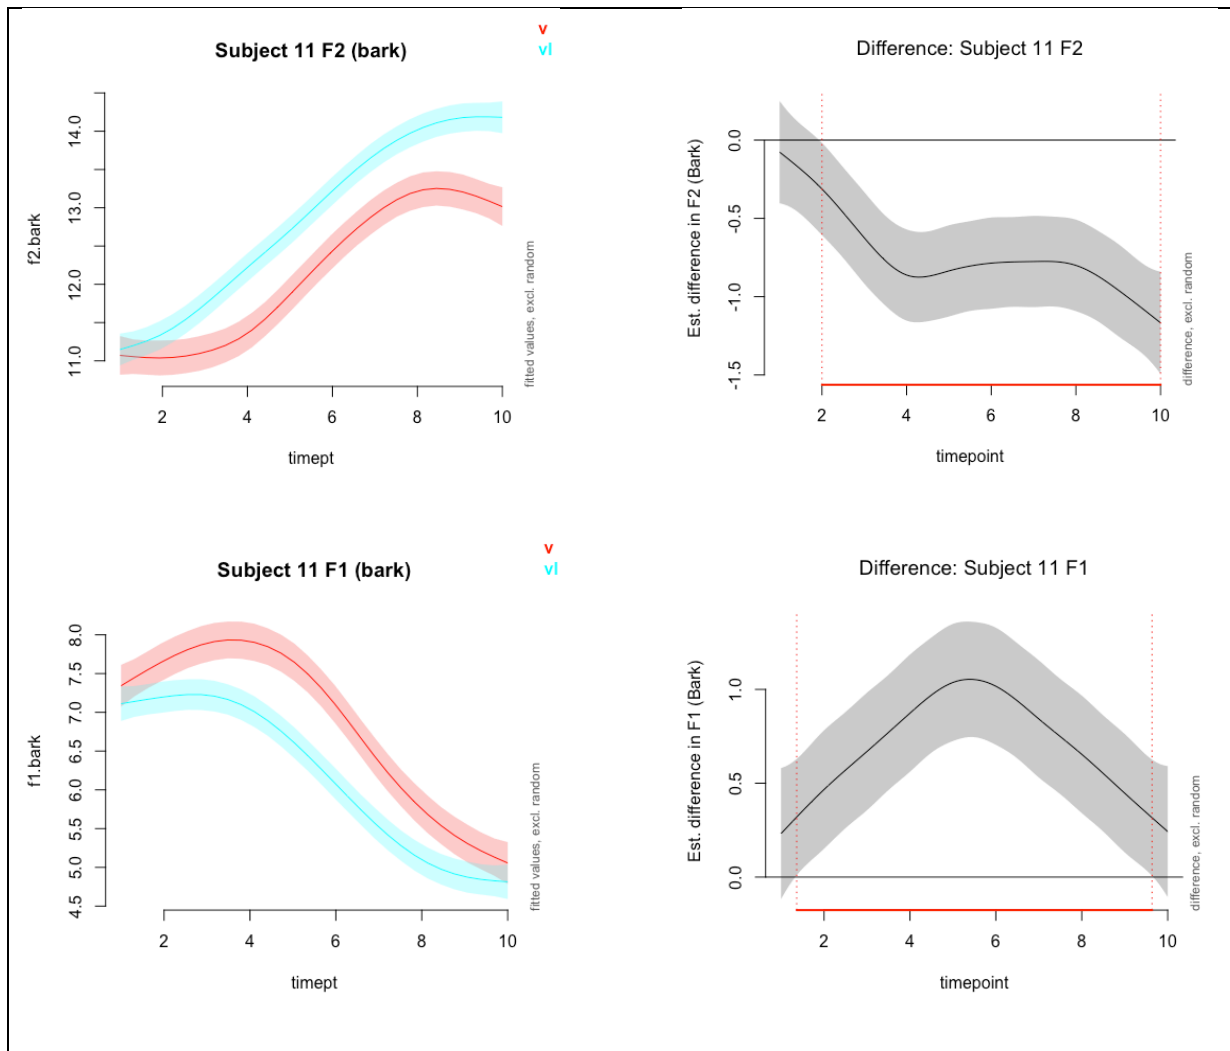 Subject 11 F2 (bark)
v
vl
f2.bark
14.0
13.0
12.0
11.0
2 4 6 8 10
timept
fitted values, excl. random
Difference: Subject 11 F2
Est. difference in F2 (Bark)
0.0
-0.5
-1.0
-1.5
2 4 6 8 10
timepoint
difference, excl. random
Subject 11 F1 (bark)
v
vl
f1.bark
8.0
7.5
7.0
6.5
6.0
5.5
5.0
4.5
2 4 6 8 10
timept
fitted values, excl. random
Difference: Subject 11 F1
Est. difference in F1 (Bark)
1.0
0.5
0.0
2 4 6 8 10
timepoint
difference, excl. random